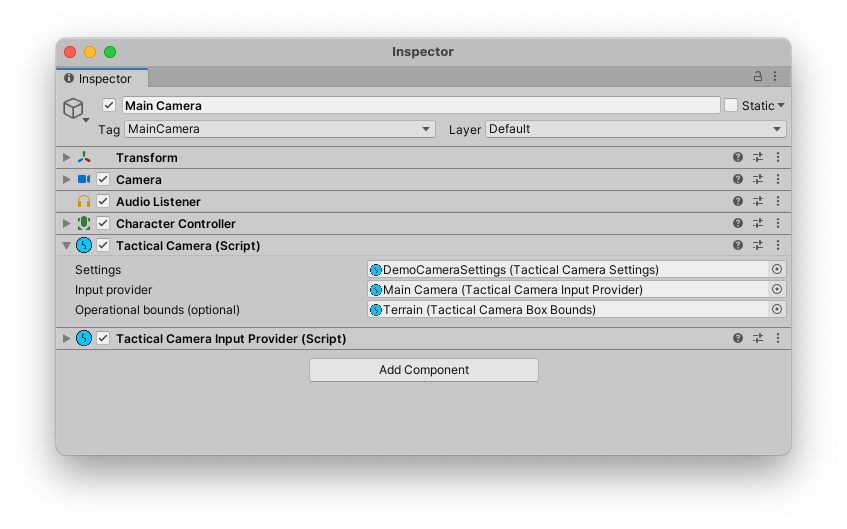 Inspector
Inspector
Main Camera Static
Tag MainCamera Layer Default
Transform
Camera
Audio Listener
Character Controller
Tactical Camera (Script)
Settings DemoCameraSettings (Tactical Camera Settings)
Input provider Main Camera (Tactical Camera Input Provider)
Operational bounds (optional) Terrain (Tactical Camera Box Bounds)
Tactical Camera Input Provider (Script)
Add Component